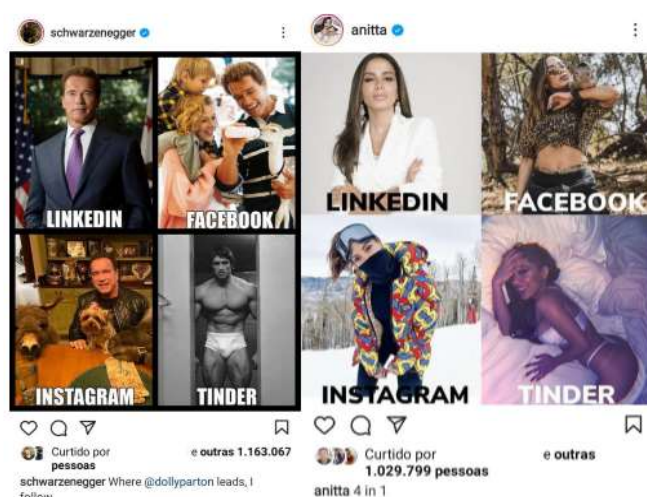 schwarzenegger
LINKEDIN
FACEBOOK
INSTAGRAM
TINDER
Curtido por e outras 1.163.067
pessoas
schwarzenegger Where @dollyparton leads, I
follow
anitta
LINKEDIN
FACEBOOK
INSTAGRAM
TINDER
Curtido por e outras
1.029.799 pessoas
anitta 4 in 1